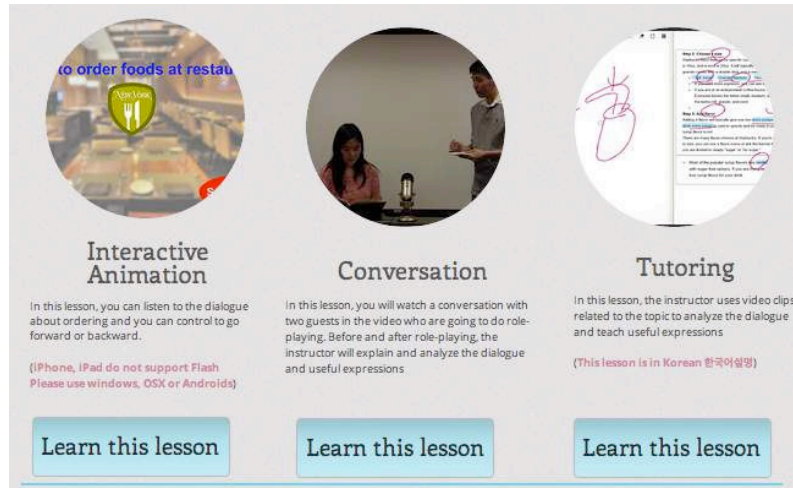 to order foods at restau
NEW YORK
Interactive
Animation
In this lesson, you can listen to the dialogue
about ordering and you can control to go
forward or backward.
(iPhone, iPad do not support Flash
Please use windows, OSX or Androids)
Learn this lesson
Conversation
In this lesson, you will watch a conversation with
two guests in the video who are going to do role-
playing. Before and after role-playing, the
instructor will explain and analyze the dialogue
and useful expressions
Learn this lesson
Tutoring
In this lesson, the instructor uses video clips
related to the topic to analyze the dialogue
and teach useful expressions
(This lesson is in Korean 한국어설명)
Learn this lesson